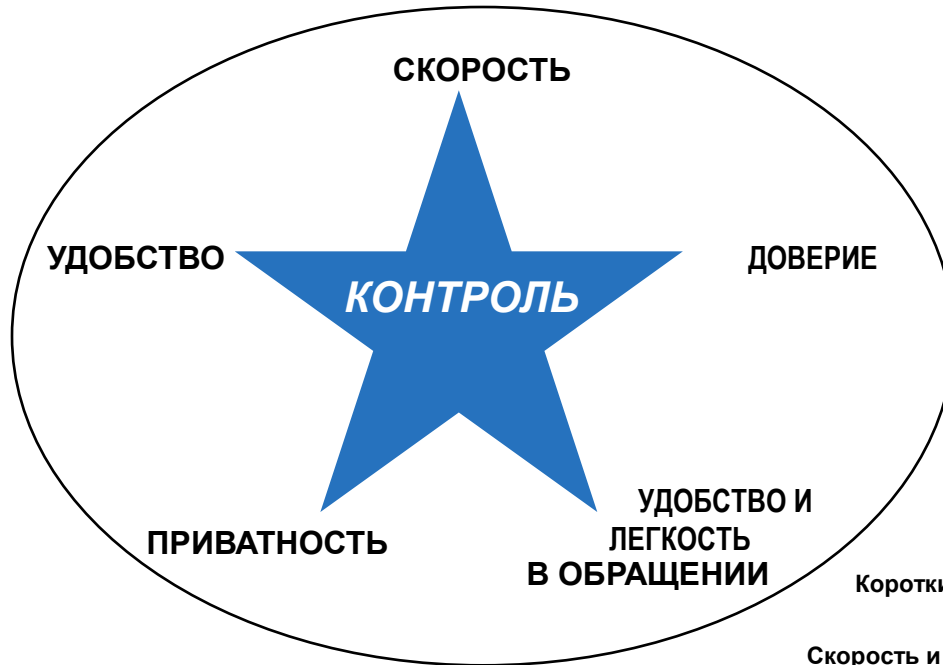 СКОРОСТЬ
УДОБСТВО
ДОВЕРИЕ
КОНТРОЛЬ
ПРИВАТНОСТЬ
УДОБСТВО И
ЛЕГКОСТЬ
В ОБРАЩЕНИИ
Скорость и